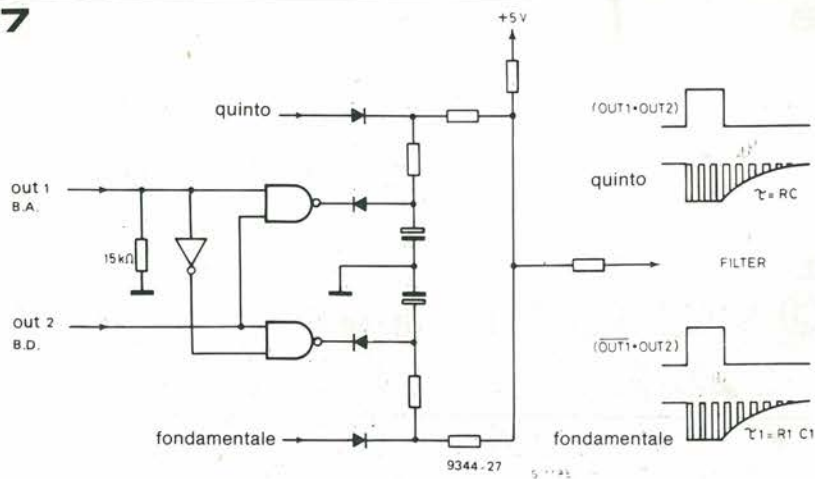 7
+5V
quinto
(OUT1•OUT2)
out 1
B.A.
quinto
τ=RC
15kΩ
FILTER
out 2
B.D.
(OUT1•OUT2)
fondamentale
fondamentale
τ1=R1 C1
9344-27